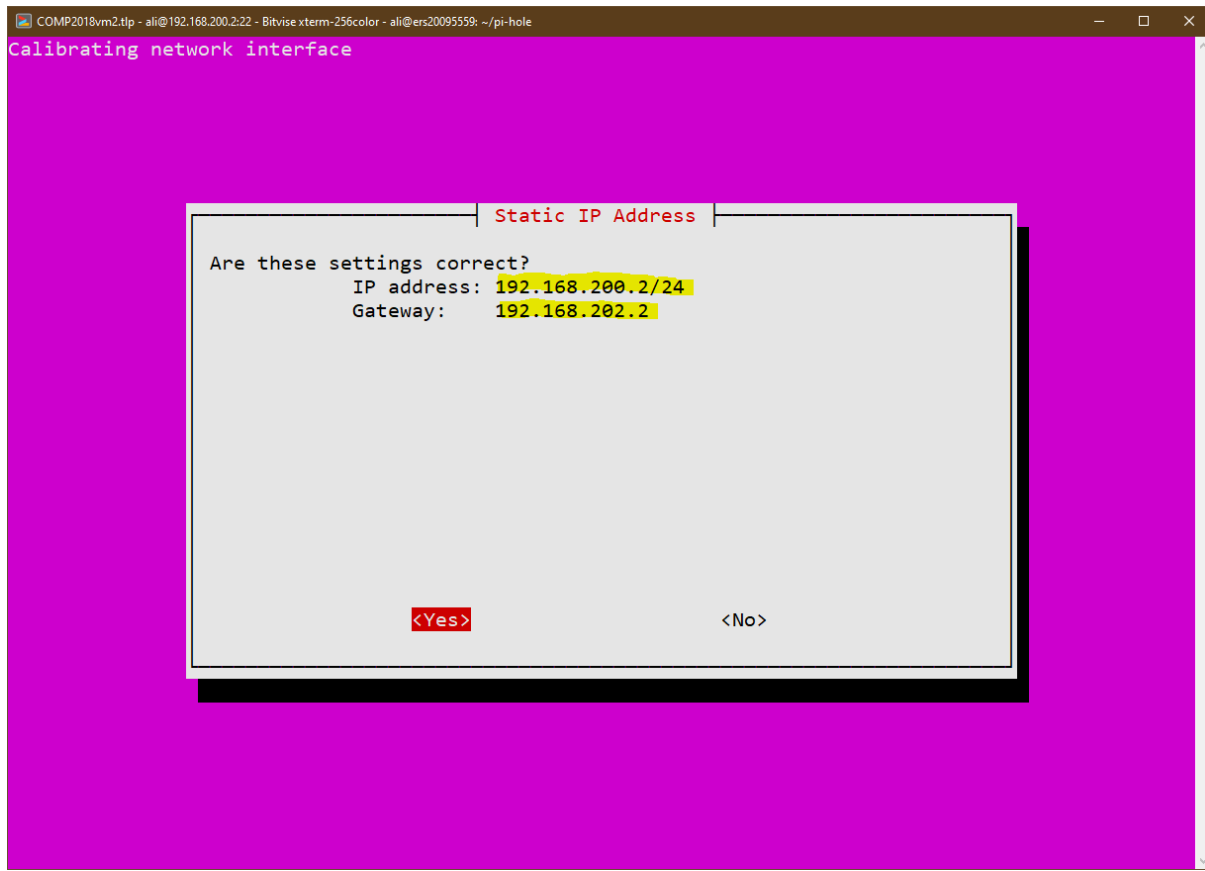 COMP2018vm2.tlp - ali@192.168.200.2:22 - Bitvise xterm-256color - ali@ers20095559: ~/pi-hole
Calibrating network interface
Static IP Address
Are these settings correct?
IP address: 192.168.200.2/24
Gateway: 192.168.202.2
<Yes> <No>